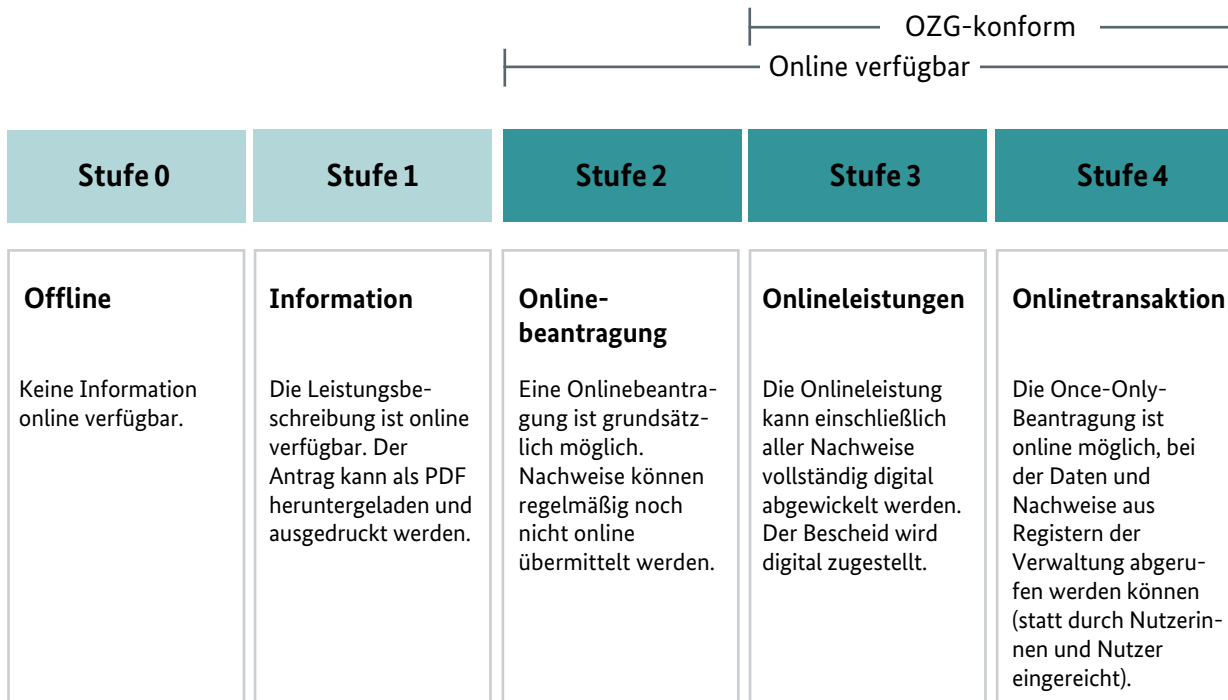 OZG-konform
Online verfügbar
Stufe 0
Stufe 1
Stufe 2
Stufe 3
Stufe 4
Offline
Keine Information
online verfügbar.
Information
Die Leistungsbe-
schreibung ist online
verfügbar. Der
Antrag kann als PDF
heruntergeladen und
ausgedruckt werden.
Online-
beantragung
Eine Onlinebeantra-
gung ist grundsätz-
lich möglich.
Nachweise können
regelmäßig noch
nicht online
übermittelt werden.
Onlineleistungen
Die Onlineleistung
kann einschließlich
aller Nachweise
vollständig digital
abgewickelt werden.
Der Bescheid wird
digital zugestellt.
Onlinetransaktion
Die Once-Only-
Beantragung ist
online möglich, bei
der Daten und
Nachweise aus
Registern der
Verwaltung abgeru-
fen werden können
(statt durch Nutzerin-
nen und Nutzer
eingereicht).